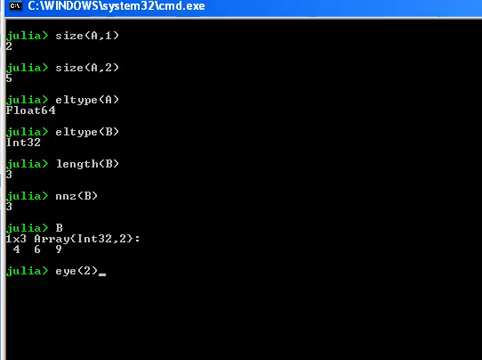 C:\WINDOWS\system32\cmd.exe
julia> size(A,1)
2
julia> size(A,2)
5
julia> eltype(A)
Float64
julia> eltype(B)
Int32
julia> length(B)
3
julia> nnz(B)
3
julia> B
1x3 Array(Int32,2):
4 6 9
julia> eye(2)_